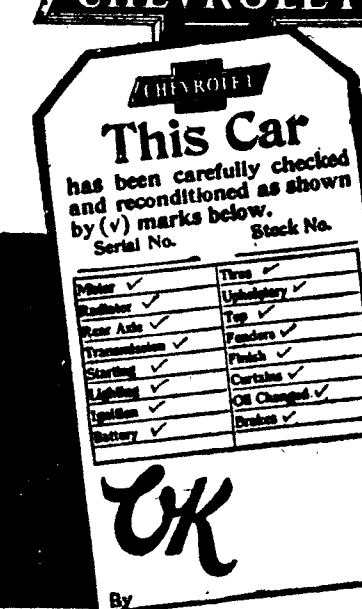 CHEVROLET
CHEVROLET
This Car
has been carefully checked
and reconditioned as shown
by (√) marks below.
Serial No. Stock No.
Motor ✓ Tires ✓
Radiator ✓ Upholstery ✓
Rear Axle ✓ Top ✓
Transmission ✓ Fenders ✓
Starting ✓ Finish ✓
Lighting ✓ Curtains ✓
Ignition ✓ Oil Changed ✓
Battery ✓ Brakes ✓
OK
By